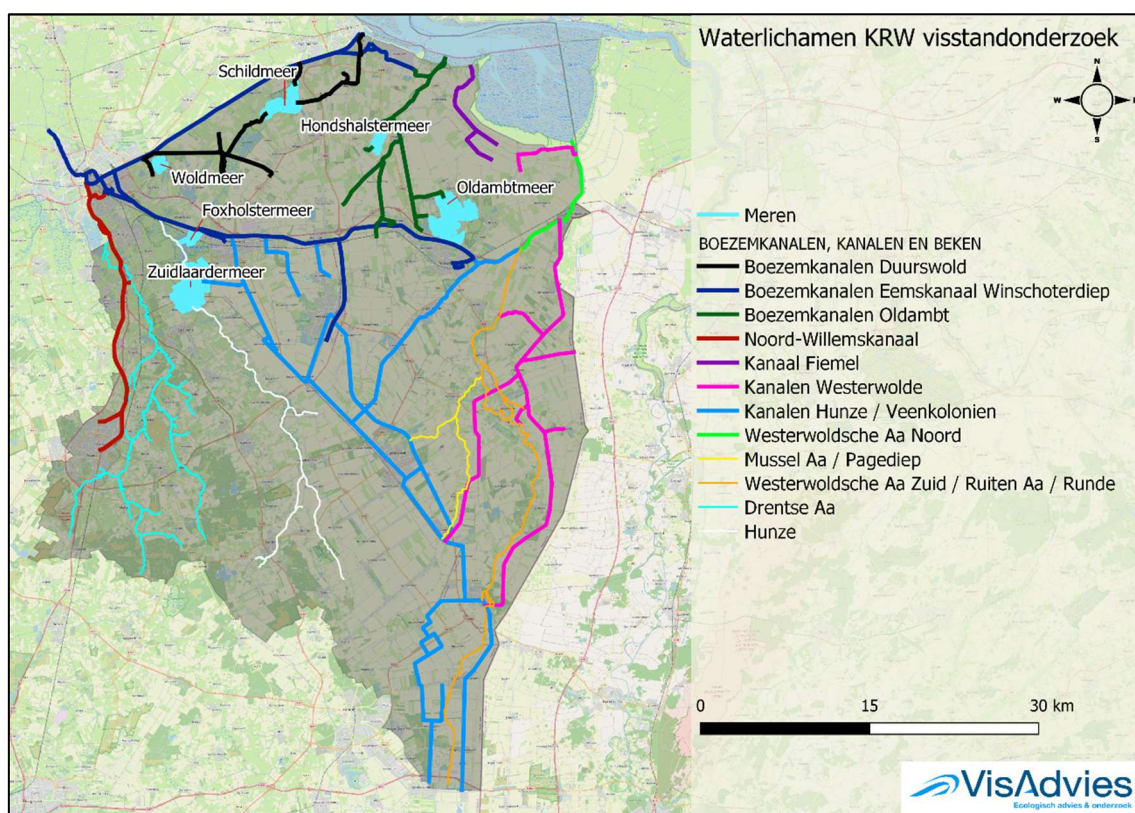 Waterlichamen KRW visstandonderzoek
N
W
E
S
Schildmeer
Hondshalstermeer
Woldmeer
Oldambtmeer
Foxholstermeer
Zuidlaardermeer
Meren
BOEZEMKANALEN, KANALEN EN BEKEN
Boezemkanalen Duurswold
Boezemkanalen Eemskanaal Winschoterdiep
Boezemkanalen Oldambt
Noord-Willemskanaal
Kanaal Fiemel
Kanalen Westerwolde
Kanalen Hunze / Veenkolonien
Westerwoldsche Aa Noord
Mussel Aa / Pagediep
Westerwoldsche Aa Zuid / Ruiten Aa / Runde
Drentse Aa
Hunze
0 15 30 km
VisAdvies
Ecologisch advies & onderzoek